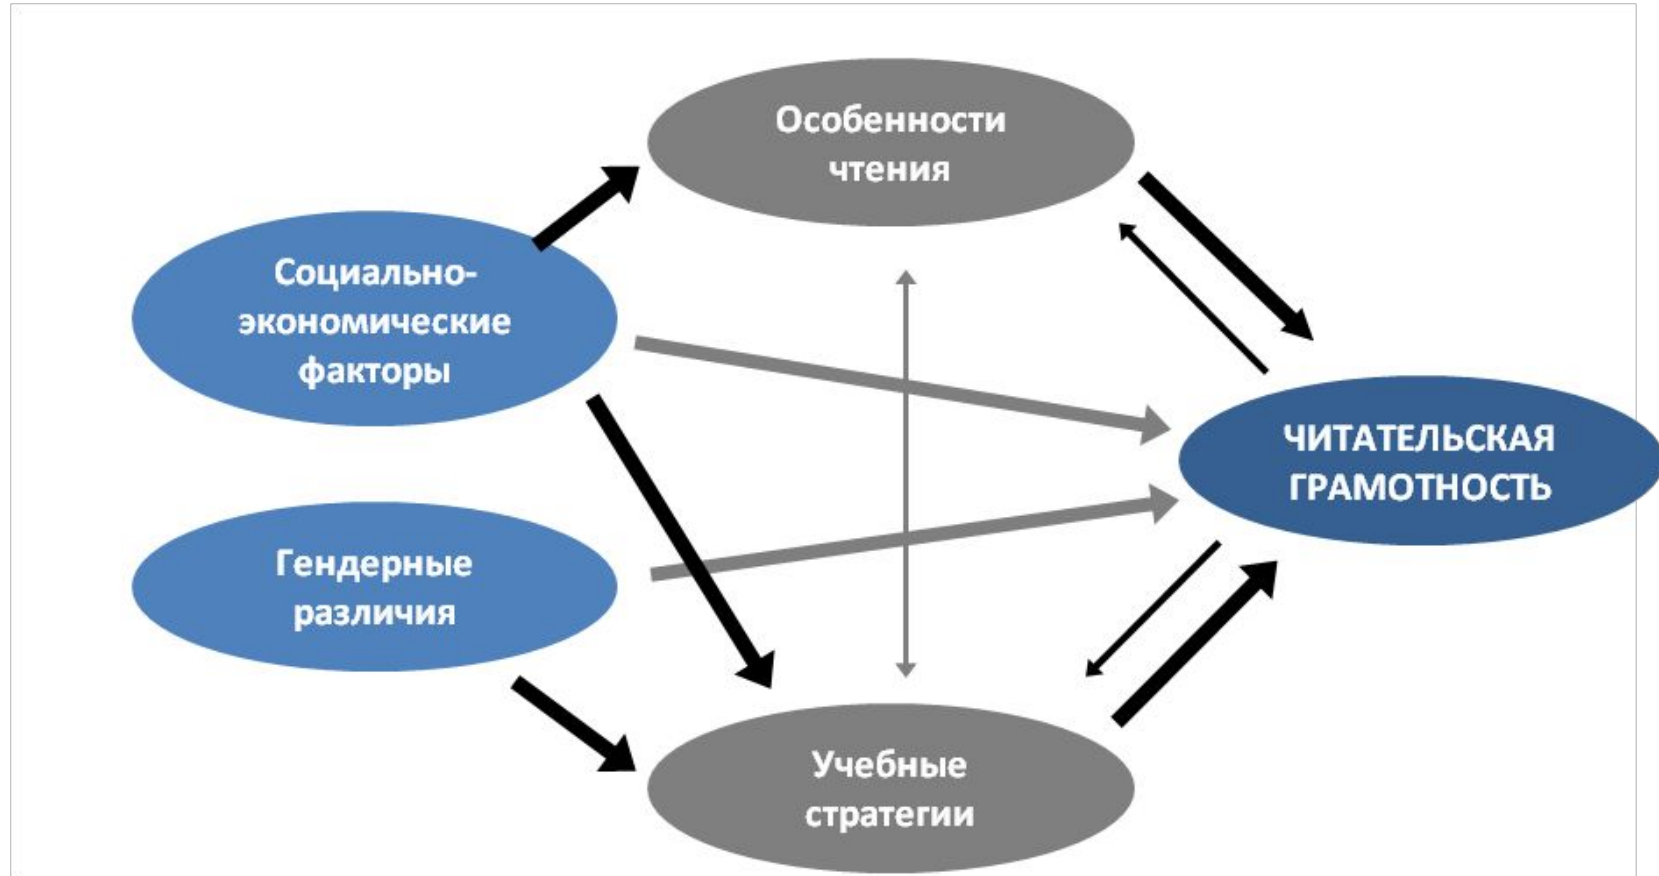 Особенности
чтения
Социально-
экономические
факторы
ЧИТАТЕЛЬСКАЯ
ГРАМОТНОСТЬ
Гендерные
различия
Учебные
стратегии